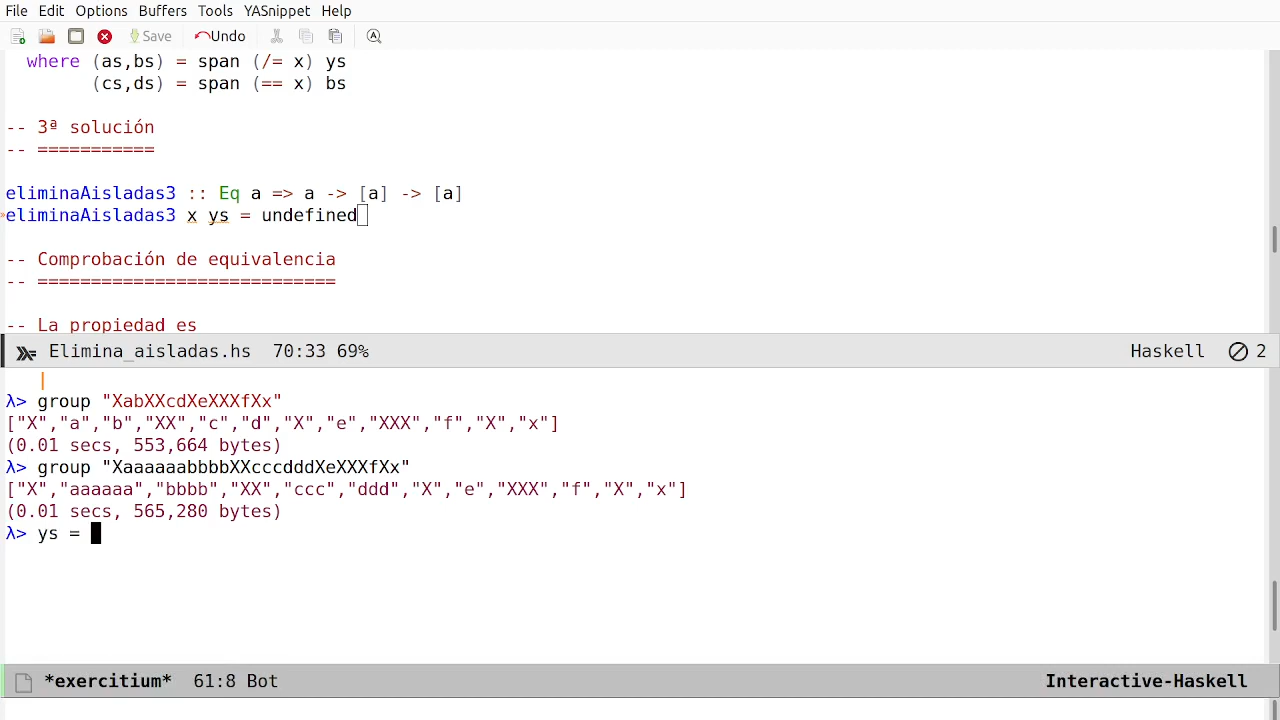 File Edit Options Buffers Tools YASnippet Help
Save Undo
where (as,bs) = span (/= x) ys
(cs,ds) = span (== x) bs
-- 3ª solución
-- ===========
eliminaAisladas3 :: Eq a => a -> [a] -> [a]
eliminaAisladas3 x ys = undefined
-- Comprobación de equivalencia
-- ============================
-- La propiedad es
Elimina_aisladas.hs 70:33 69% Haskell 2
|
λ> group "XabXXcdXeXXXfXx"
["X","a","b","XX","c","d","X","e","XXX","f","X","x"]
(0.01 secs, 553,664 bytes)
λ> group "XaaaaaabbbbXXcccdddXeXXXfXx"
["X","aaaaaa","bbbb","XX","ccc","ddd","X","e","XXX","f","X","x"]
(0.01 secs, 565,280 bytes)
λ> ys =
*exercitium* 61:8 Bot Interactive-Haskell